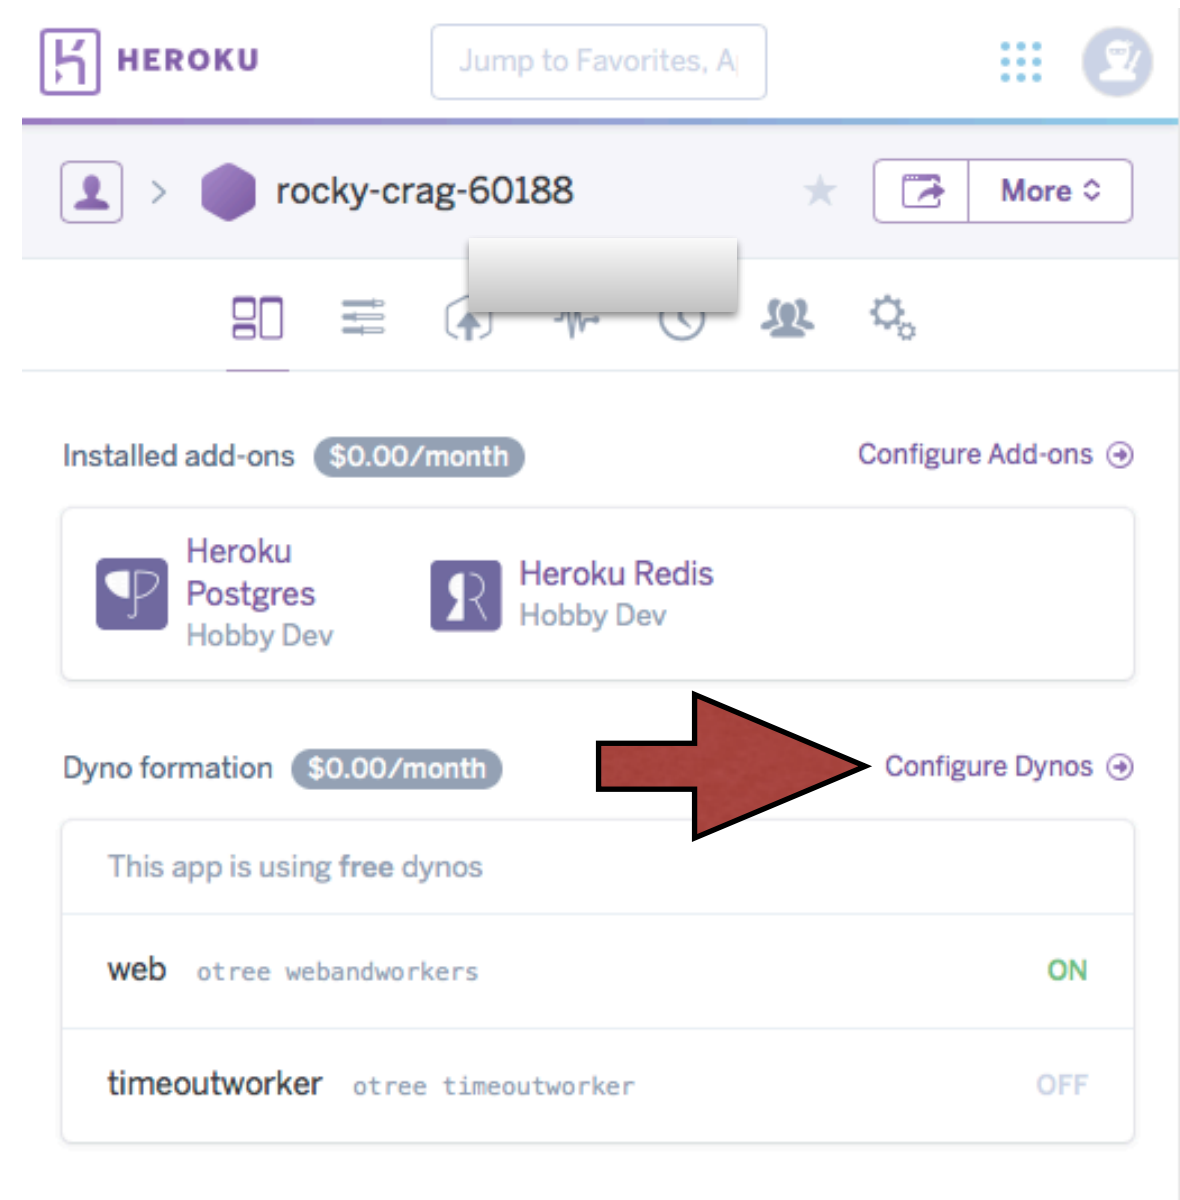 HEROKU
Jump to Favorites, A
rocky-crag-60188
More
Installed add-ons $0.00/month Configure Add-ons
Heroku Postgres
Hobby Dev
Heroku Redis
Hobby Dev
Dyno formation $0.00/month Configure Dynos
This app is using free dynos
web otree webandworkers ON
timeoutworker otree timeoutworker OFF